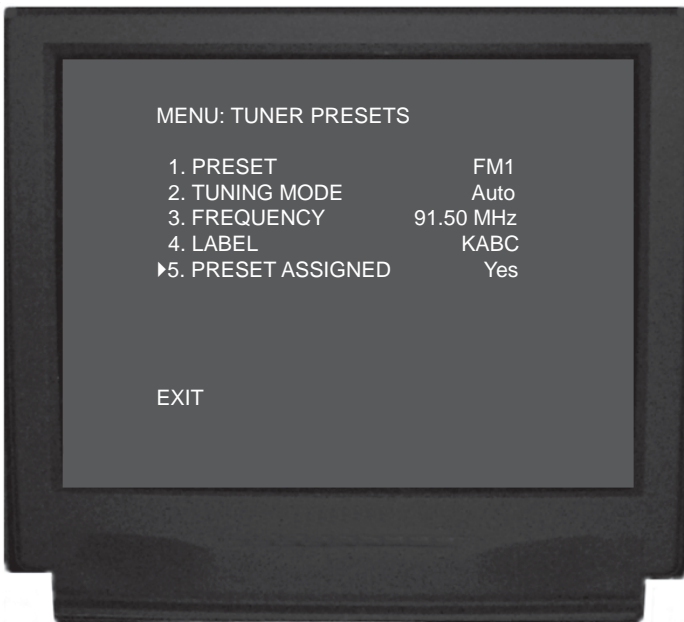 MENU: TUNER PRESETS
1. PRESET FM1
2. TUNING MODE Auto
3. FREQUENCY 91.50 MHz
4. LABEL KABC
5. PRESET ASSIGNED Yes
EXIT